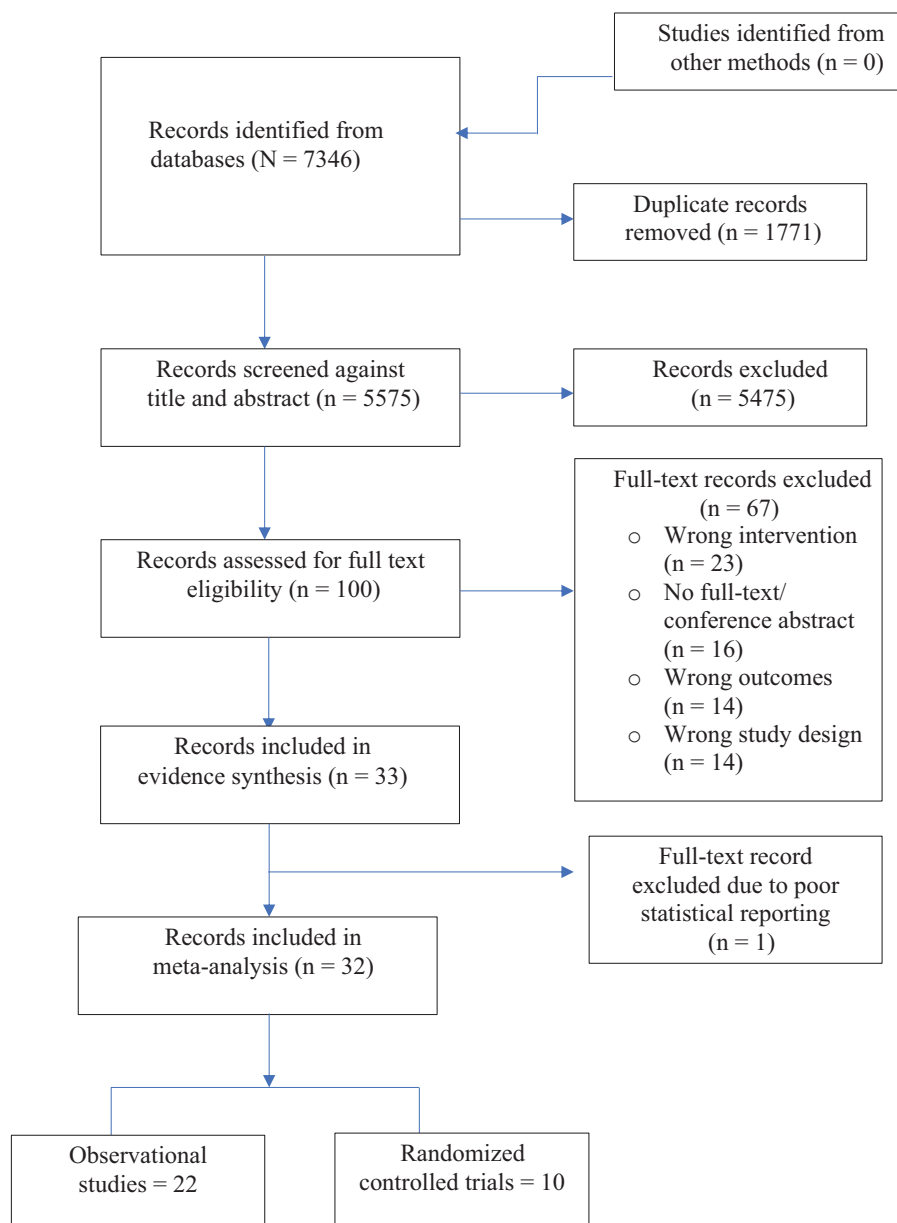 Studies identified from
other methods (n = 0)
Records identified from
databases (N = 7346)
Duplicate records
removed (n = 1771)
Records screened against
title and abstract (n = 5575)
Records excluded
(n = 5475)
Full-text records excluded
(n = 67)
o Wrong intervention
(n = 23)
o No full-text/
conference abstract
(n = 16)
o Wrong outcomes
(n = 14)
o Wrong study design
(n = 14)
Records assessed for full text
eligibility (n = 100)
Records included in
evidence synthesis (n = 33)
Full-text record
excluded due to poor
statistical reporting
(n = 1)
Records included in
meta-analysis (n = 32)
Observational
studies = 22
Randomized
controlled trials = 10